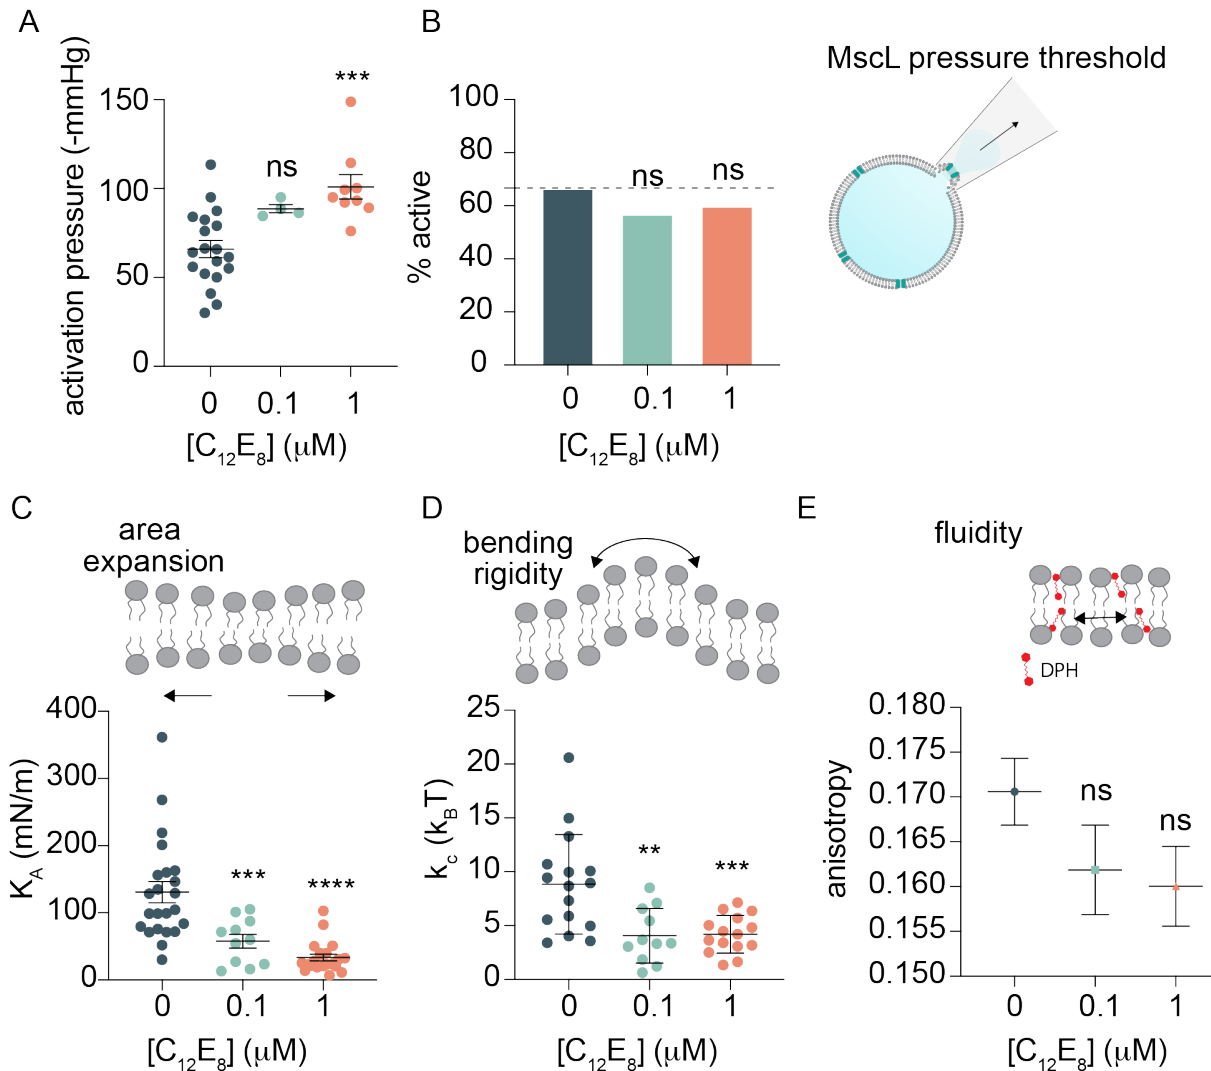 A
activation pressure (-mmHg)
150
100
50
0
ns
***
0
0.1
1
[C12E8] (μM)
B
% active
100
80
60
40
20
0
ns
ns
0
0.1
1
[C12E8] (μM)
MscL pressure threshold
C
area
expansion
KA (mN/m)
400
300
200
100
0
***
****
0
0.1
1
[C12E8] (μM)
D
bending
rigidity
kc (kBT)
25
20
15
10
5
0
**
***
0
0.1
1
[C12E8] (μM)
E
fluidity
DPH
anisotropy
0.180
0.175
0.170
0.165
0.160
0.155
0.150
ns
ns
0
0.1
1
[C12E8] (μM)